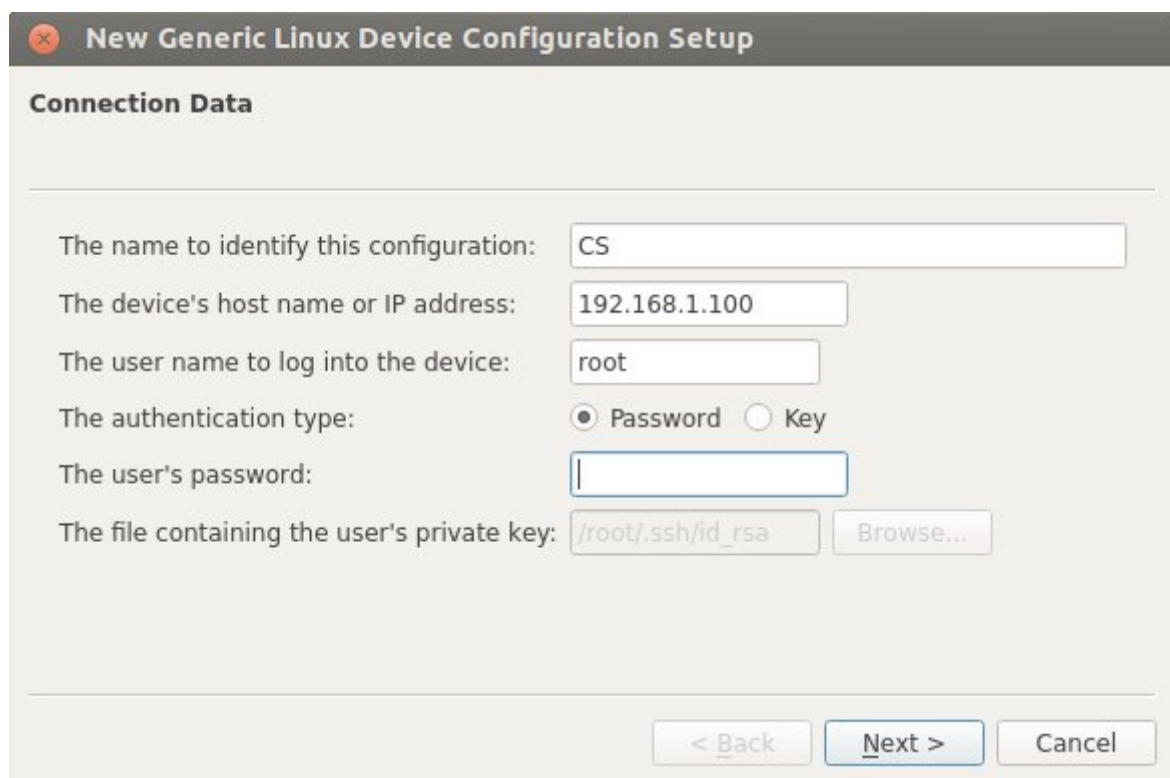 New Generic Linux Device Configuration Setup
Connection Data
The name to identify this configuration: CS
The device's host name or IP address: 192.168.1.100
The user name to log into the device: root
The authentication type: Password Key
The user's password:
The file containing the user's private key: /root/.ssh/id_rsa Browse...
< Back Next > Cancel